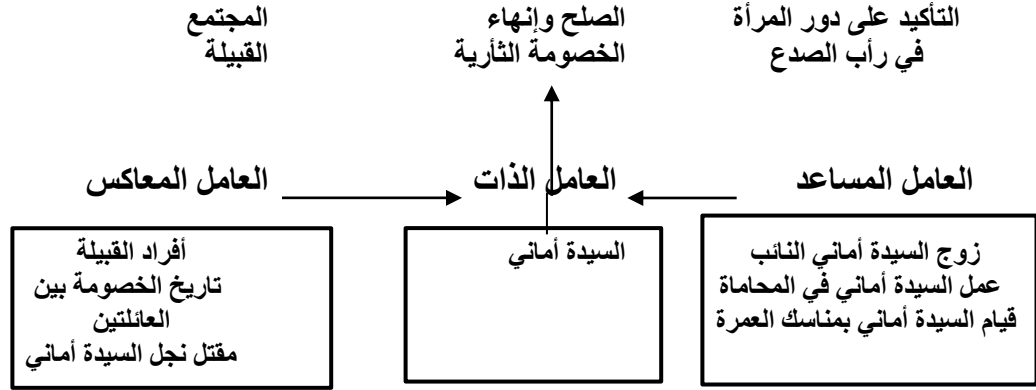 التأكيد على دور المرأة
في رأب الصدع
الصلح وإنهاء
الخصومة الثأرية
المجتمع
القبيلة
العامل المساعد
العامل الذات
العامل المعاكس
زوج السيدة أماني النائب
عمل السيدة أماني في المحاماة
قيام السيدة أماني بمناسك العمرة
السيدة أماني
أفراد القبيلة
تاريخ الخصومة بين
العائلتين
مقتل نجل السيدة أماني